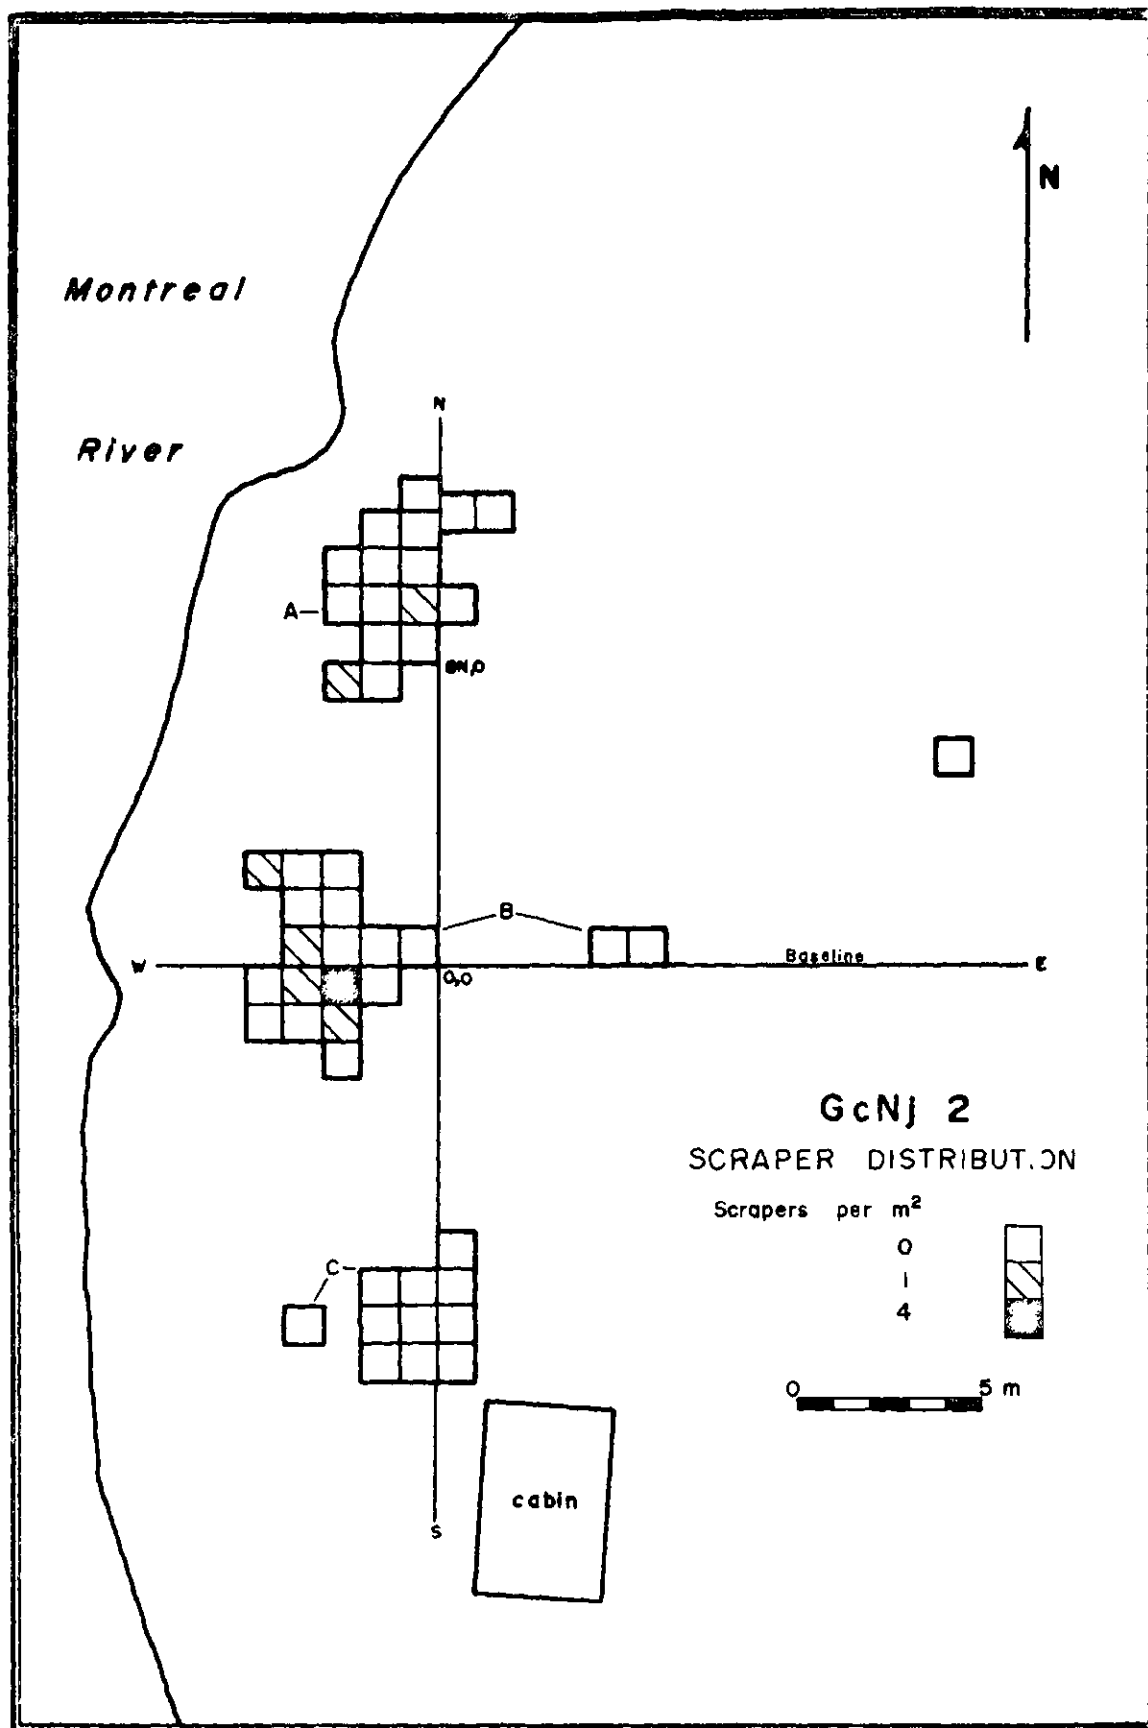 N
Montreal
River
N
A
8N,0
B
W
Baseline
E
0,0
GcNj 2
SCRAPER DISTRIBUT.ON
Scrapers per m²
0
1
4
C
0 5 m
cabin
S